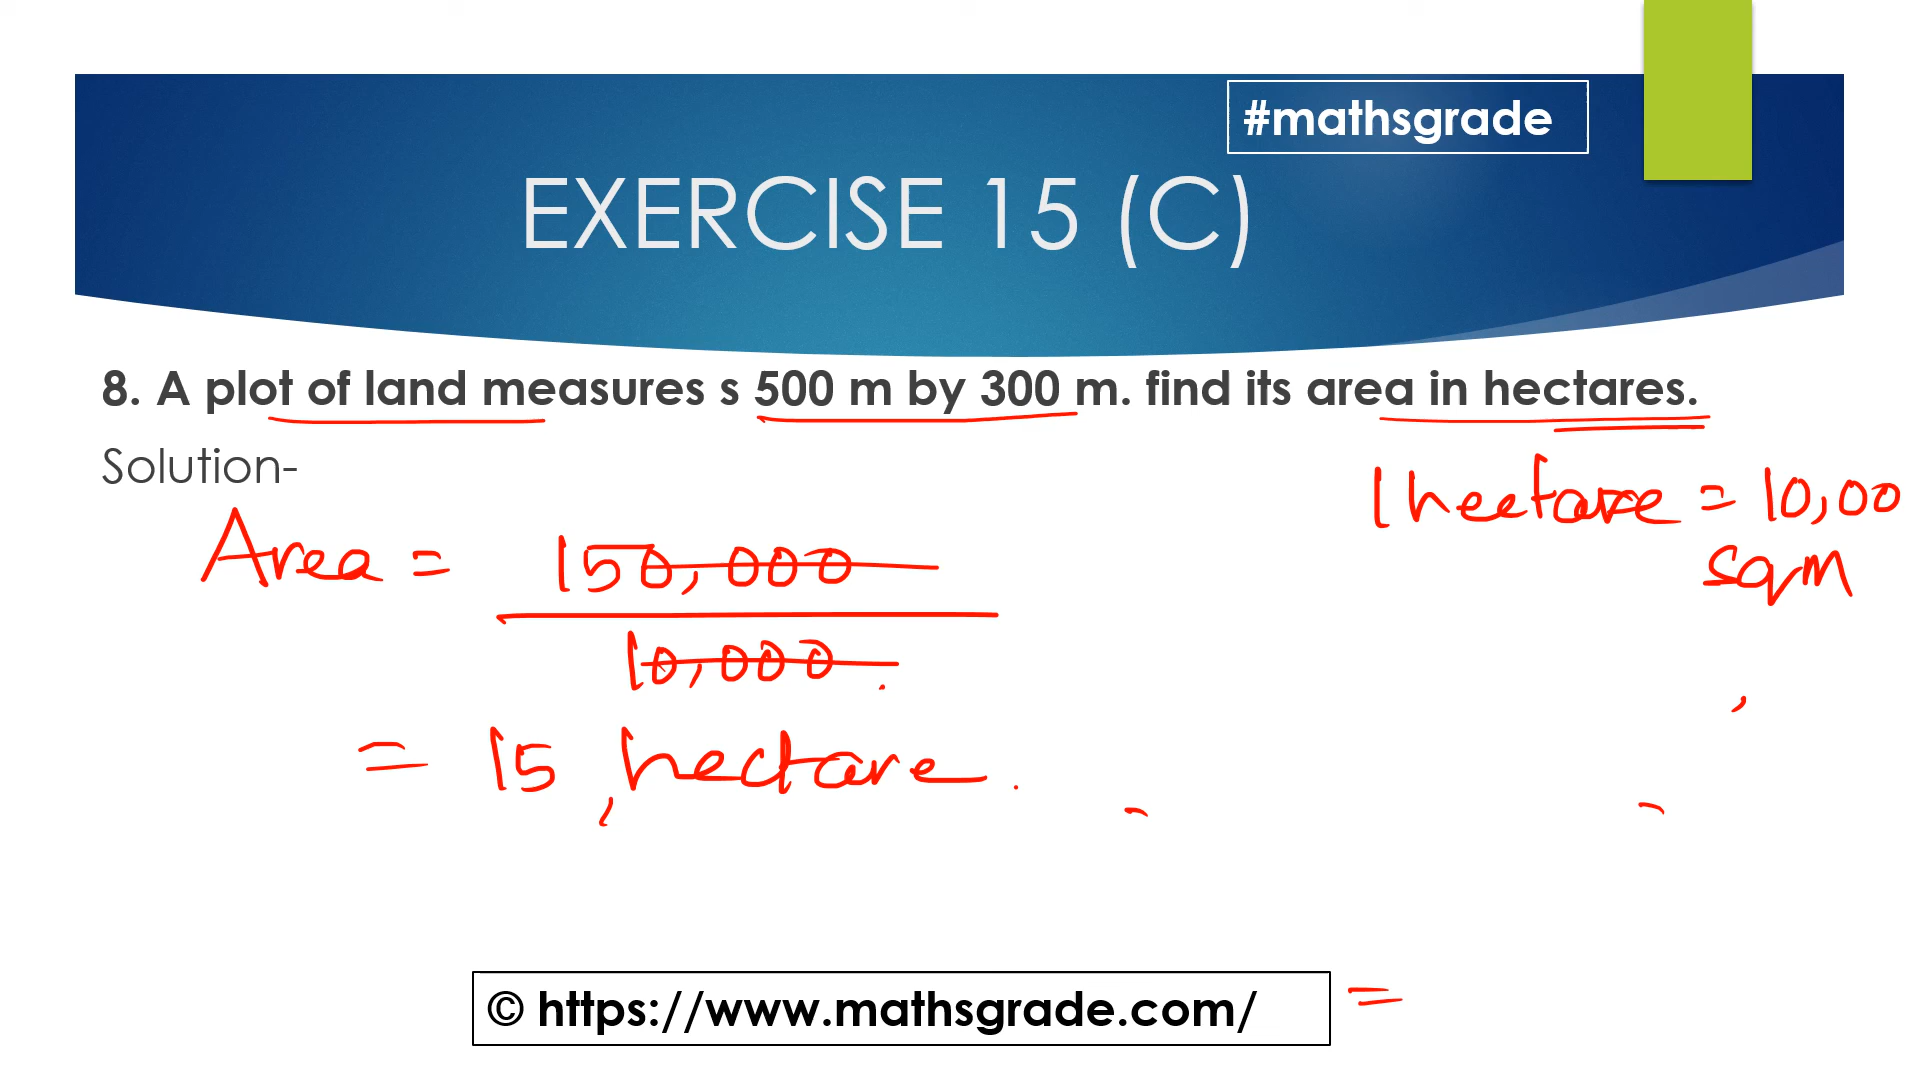 #mathsgrade
EXERCISE 15 (C)
8. A plot of land measures s 500 m by 300 m. find its area in hectares.
Solution-
1 hectare = 10,00
sqm
Area = 150,000
10,000
= 15 hectare.
© https://www.mathsgrade.com/
=